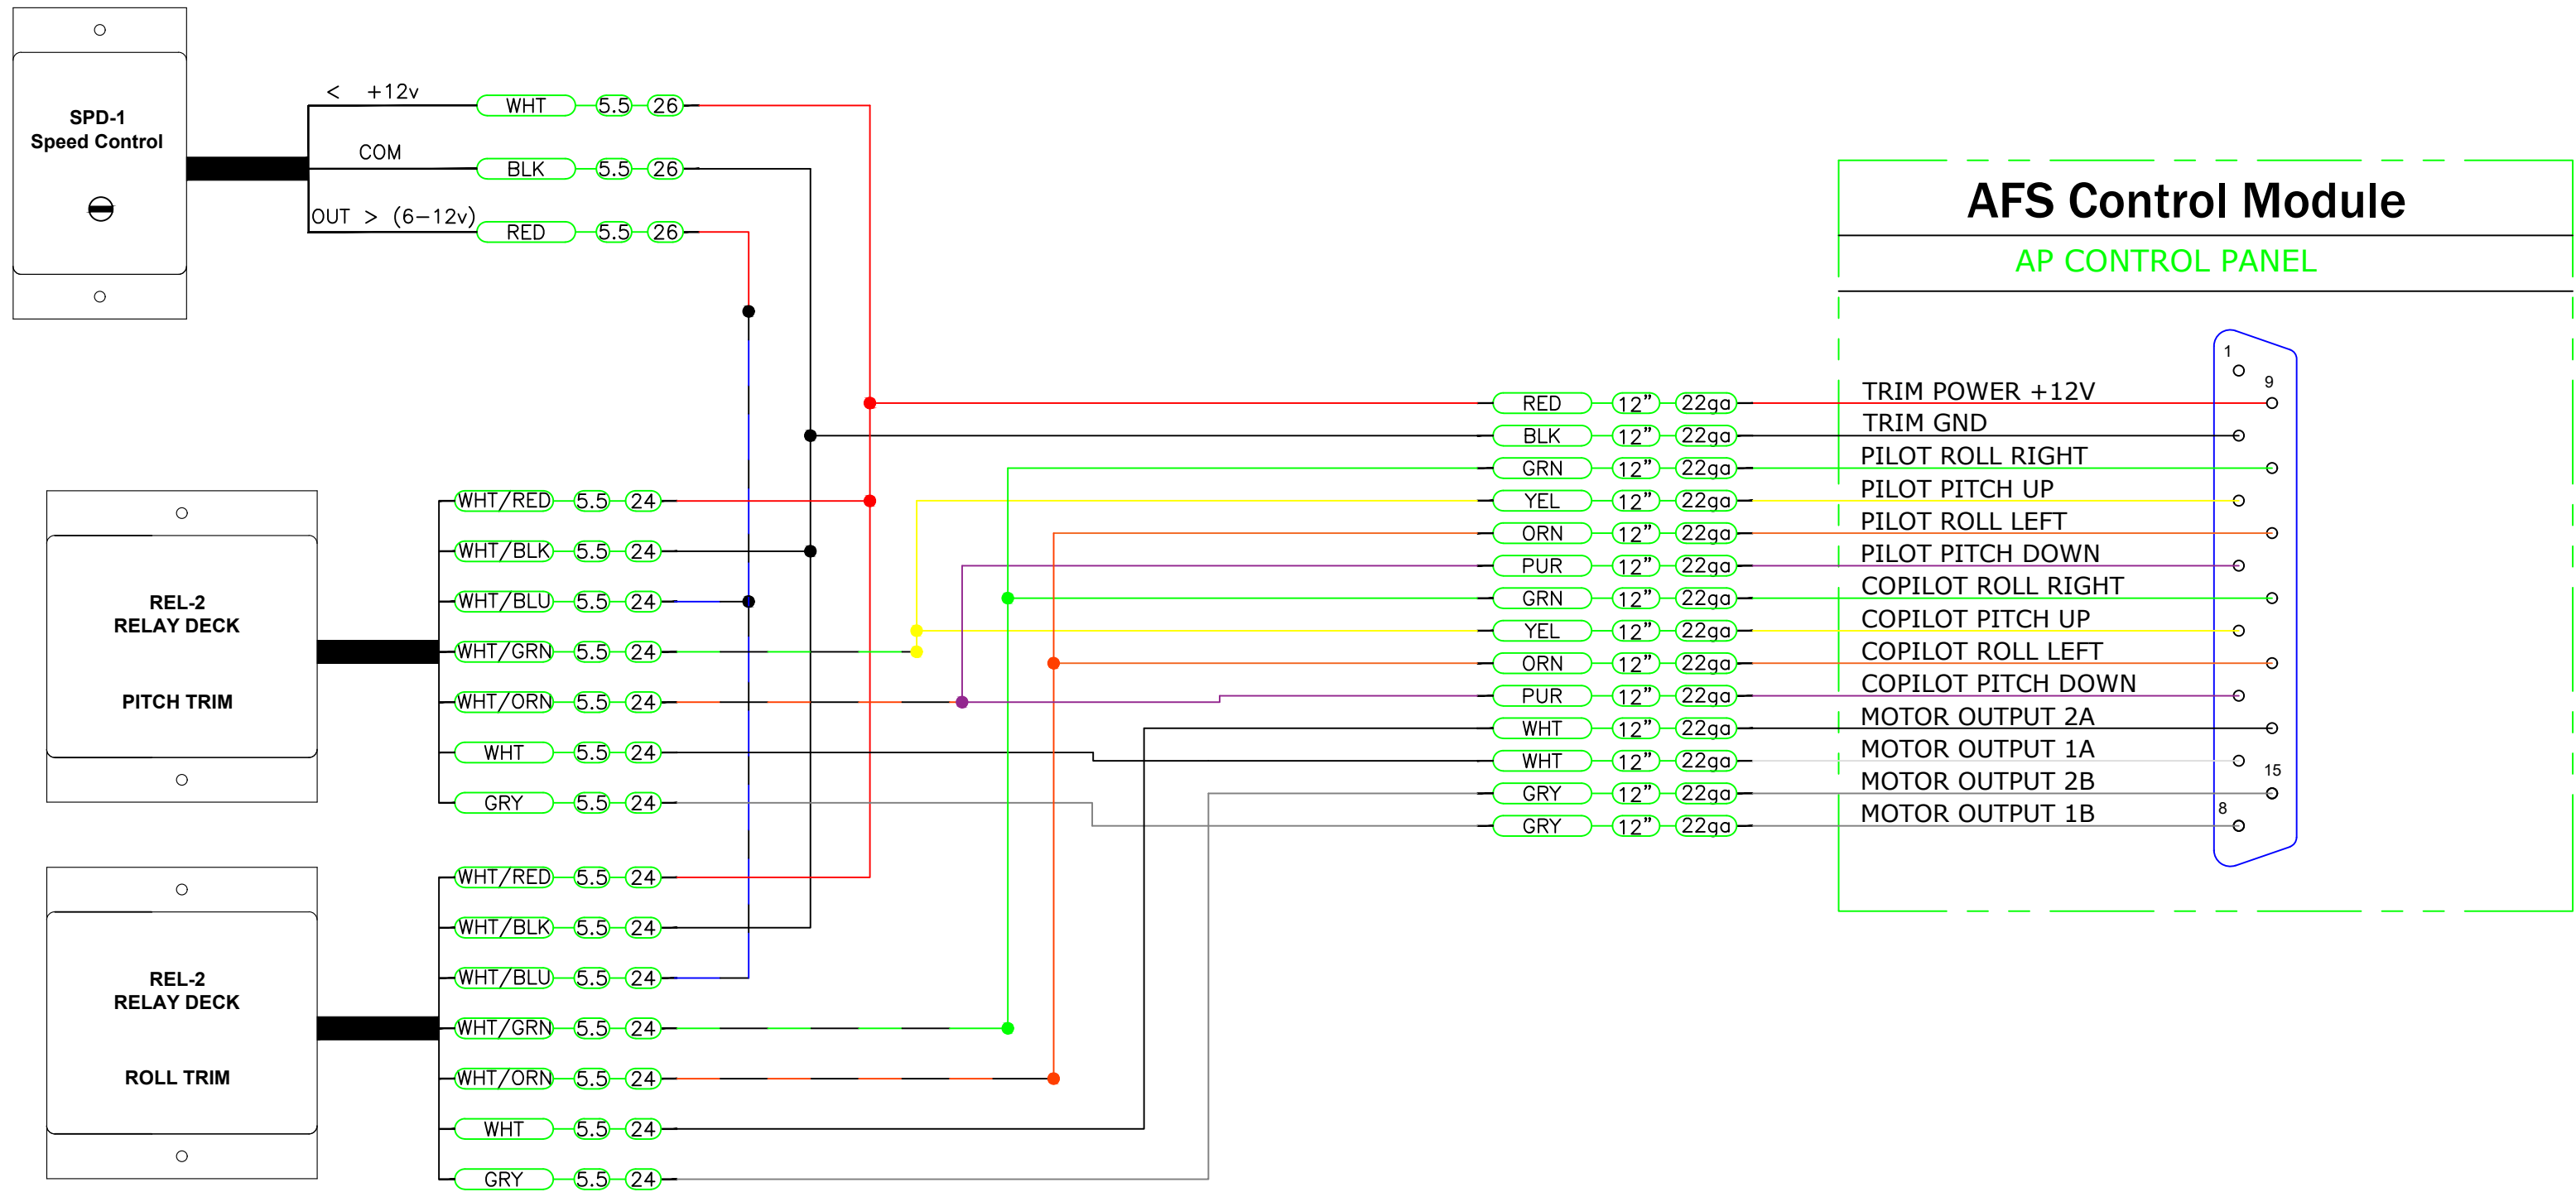 SPD-1
Speed Control
< +12v
WHT 5.5 26
COM
BLK 5.5 26
OUT > (6-12v)
RED 5.5 26
REL-2
RELAY DECK
PITCH TRIM
WHT/RED 5.5 24
WHT/BLK 5.5 24
WHT/BLU 5.5 24
WHT/GRN 5.5 24
WHT/ORN 5.5 24
WHT 5.5 24
GRY 5.5 24
REL-2
RELAY DECK
ROLL TRIM
WHT/RED 5.5 24
WHT/BLK 5.5 24
WHT/BLU 5.5 24
WHT/GRN 5.5 24
WHT/ORN 5.5 24
WHT 5.5 24
GRY 5.5 24
AFS Control Module
AP CONTROL PANEL
1
9
RED 12" 22ga TRIM POWER +12V
BLK 12" 22ga TRIM GND
GRN 12" 22ga PILOT ROLL RIGHT
YEL 12" 22ga PILOT PITCH UP
ORN 12" 22ga PILOT ROLL LEFT
PUR 12" 22ga PILOT PITCH DOWN
GRN 12" 22ga COPILOT ROLL RIGHT
YEL 12" 22ga COPILOT PITCH UP
ORN 12" 22ga COPILOT ROLL LEFT
PUR 12" 22ga COPILOT PITCH DOWN
WHT 12" 22ga MOTOR OUTPUT 2A
WHT 12" 22ga MOTOR OUTPUT 1A
15
GRY 12" 22ga MOTOR OUTPUT 2B
8
GRY 12" 22ga MOTOR OUTPUT 1B